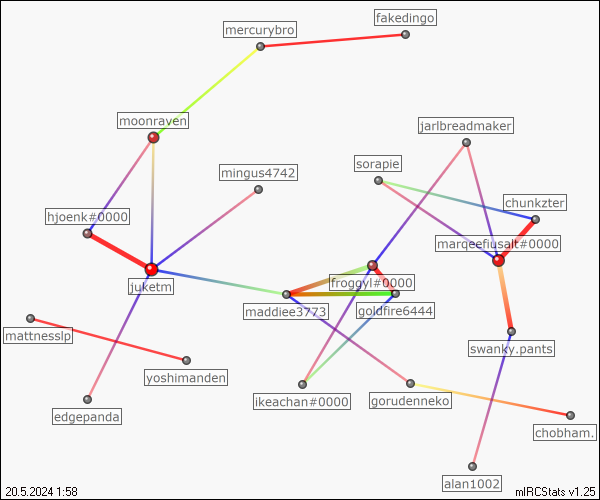 fakedingo
mercurybro
moonraven
jarlbreadmaker
sorapie
mingus4742
chunkzter
hjoenk#0000
marqeefiusalt#0000
juketm
froggyl#0000
maddiee3773
goldfire6444
mattnesslp
swanky.pants
yoshimanden
ikeachan#0000
gorudenneko
edgepanda
chobham.
alan1002
20.5.2024 1:58
mIRCStats v1.25